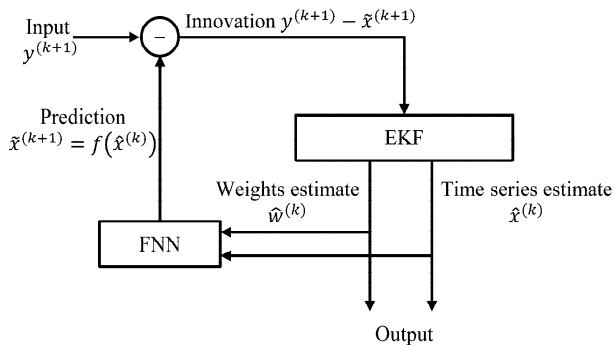 Input
y^(k+1)
−
Innovation y^(k+1) − x̃^(k+1)
Prediction
x̃^(k+1) = f(x̂^(k))
EKF
Weights estimate
ŵ^(k)
Time series estimate
x̂^(k)
FNN
Output